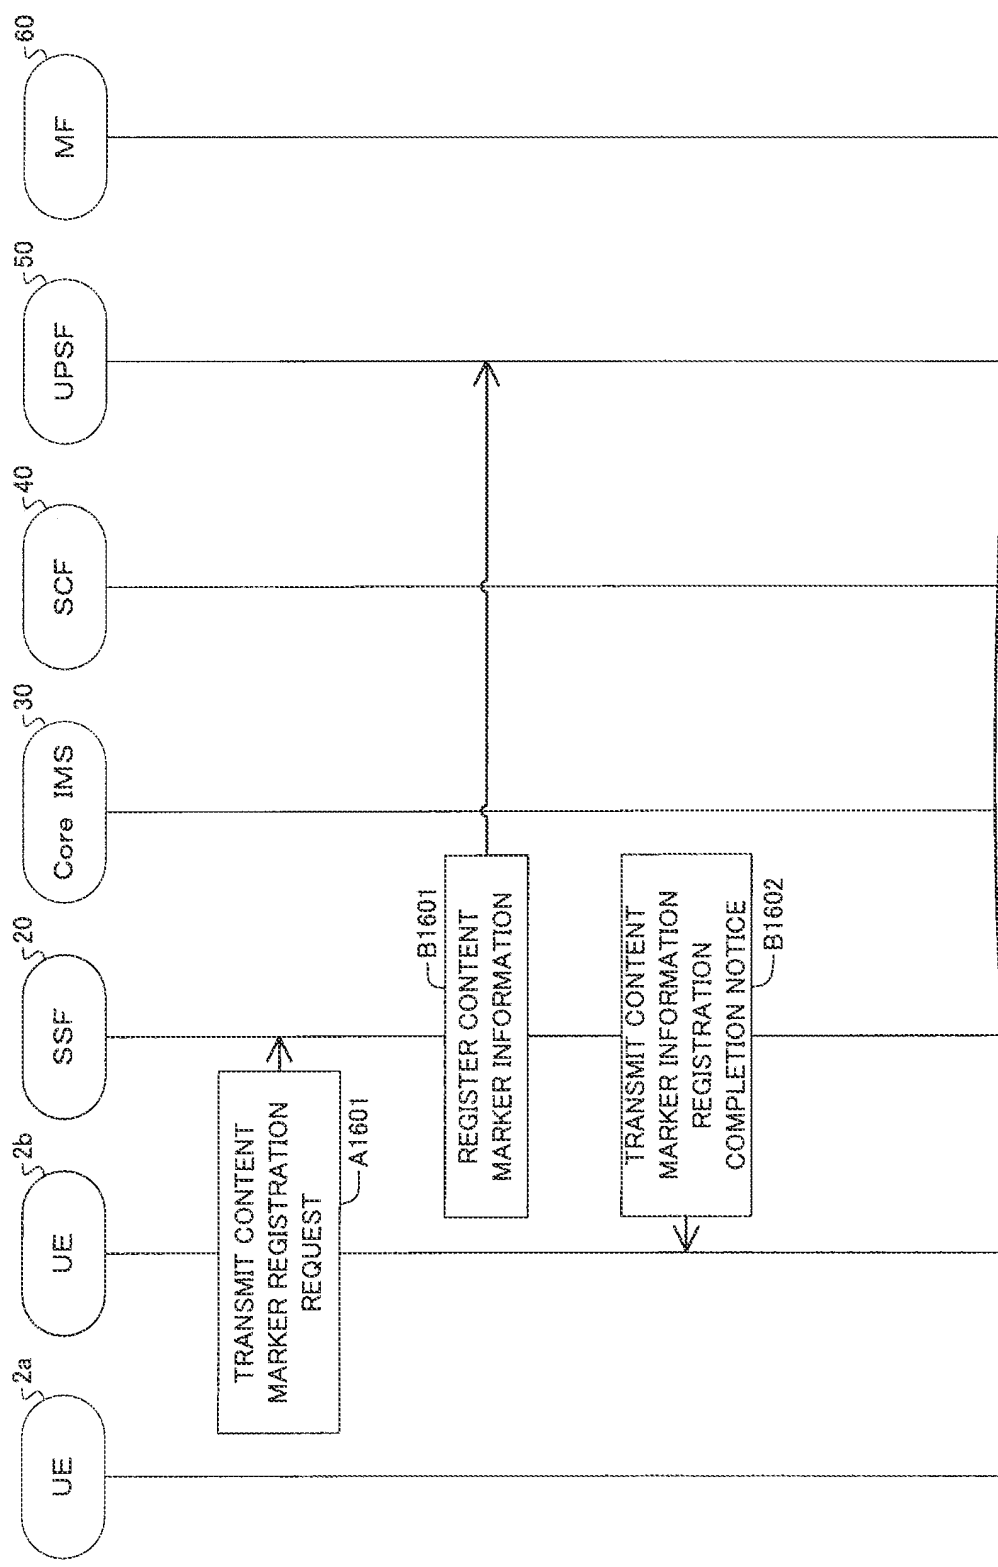 UE
2a
UE
2b
SSF
20
Core IMS
30
SCF
40
UPSF
50
MF
60
TRANSMIT CONTENT
MARKER REGISTRATION
REQUEST
A1601
REGISTER CONTENT
MARKER INFORMATION
B1601
TRANSMIT CONTENT
MARKER INFORMATION
REGISTRATION
COMPLETION NOTICE
B1602